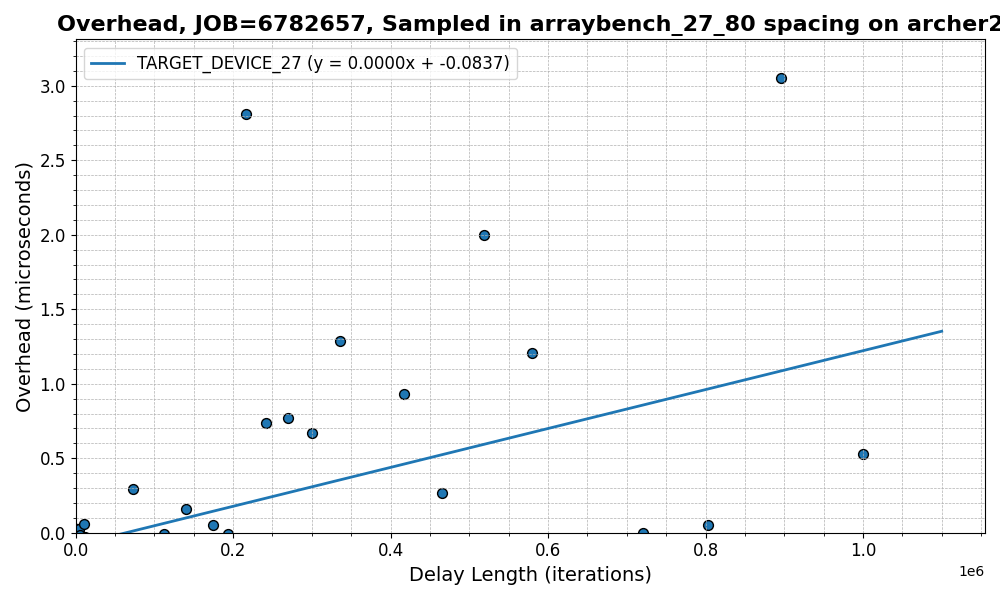 Overhead, JOB=6782657, Sampled in arraybench_27_80 spacing on archer2
TARGET_DEVICE_27 (y = 0.0000x + -0.0837)
Overhead (microseconds)
3.0
2.5
2.0
1.5
1.0
0.5
0.0
0.0 0.2 0.4 0.6 0.8 1.0
1e6
Delay Length (iterations)